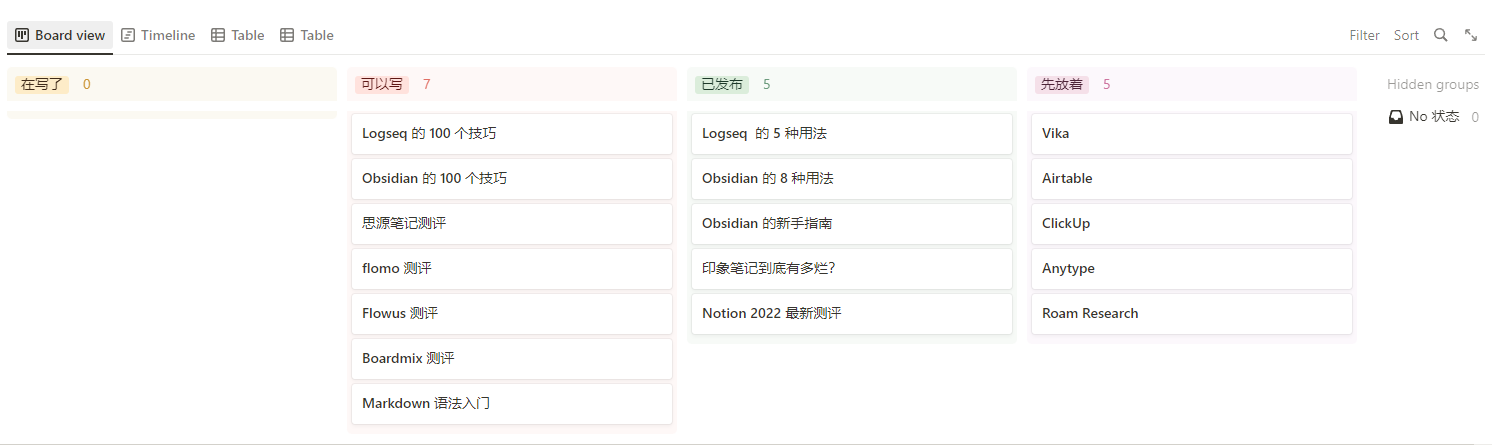 Board view Timeline Table Table Filter Sort
在写了 0
可以写 7
Logseq 的 100 个技巧
Obsidian 的 100 个技巧
思源笔记测评
flomo 测评
Flowus 测评
Boardmix 测评
Markdown 语法入门
已发布 5
Logseq 的 5 种用法
Obsidian 的 8 种用法
Obsidian 的新手指南
印象笔记到底有多烂？
Notion 2022 最新测评
先放着 5
Vika
Airtable
ClickUp
Anytype
Roam Research
Hidden groups
No 状态 0